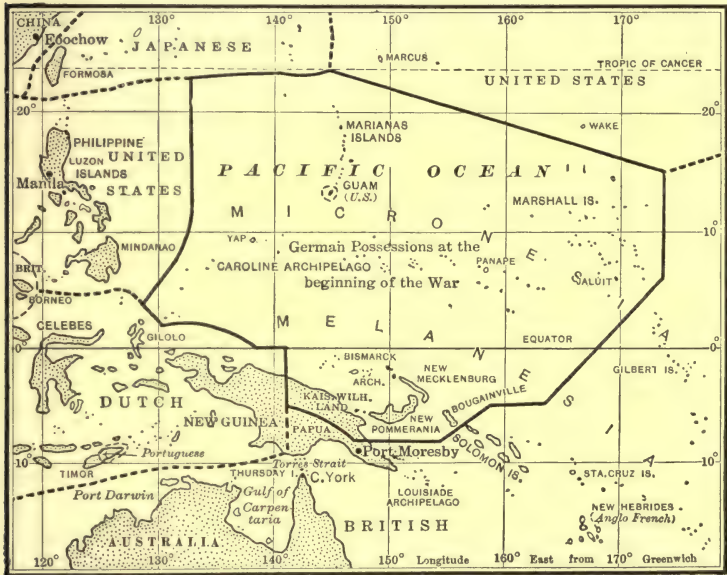 130° 140° 150° 160° 170°
CHINA
Foochow
JAPANESE
FORMOSA
MARCUS
TROPIC OF CANCER
UNITED STATES
20°
20°
MARIANAS
ISLANDS
WAKE
PHILIPPINE
LUZON
ISLANDS
UNITED
STATES
Manila
PACIFIC OCEAN
GUAM
(U.S.)
MARSHALL IS.
MICRONESIA
10°
10°
YAP
MINDANAO
German Possessions at the
beginning of the War
CAROLINE ARCHIPELAGO
PANAPE
BRIT.
SALUIT
BORNEO
CELEBES
GILOLO
MELANESIA
EQUATOR
0°
0°
BISMARCK
ARCH.
NEW
MECKLENBURG
GILBERT IS.
KAIS. WILH.
LAND
BOUGAINVILLE
DUTCH
NEW GUINEA
PAPUA
NEW
POMMERANIA
SOLOMON IS.
Port Moresby
Portuguese
TIMOR
10°
10°
Torres Strait
THURSDAY I.
C. York
STA. CRUZ IS.
Port Darwin
Gulf of
Carpen-
taria
LOUISIADE
ARCHIPELAGO
NEW HEBRIDES
(Anglo French)
BRITISH
AUSTRALIA
120° 130° 140° 150° Longitude 160° East from 170° Greenwich